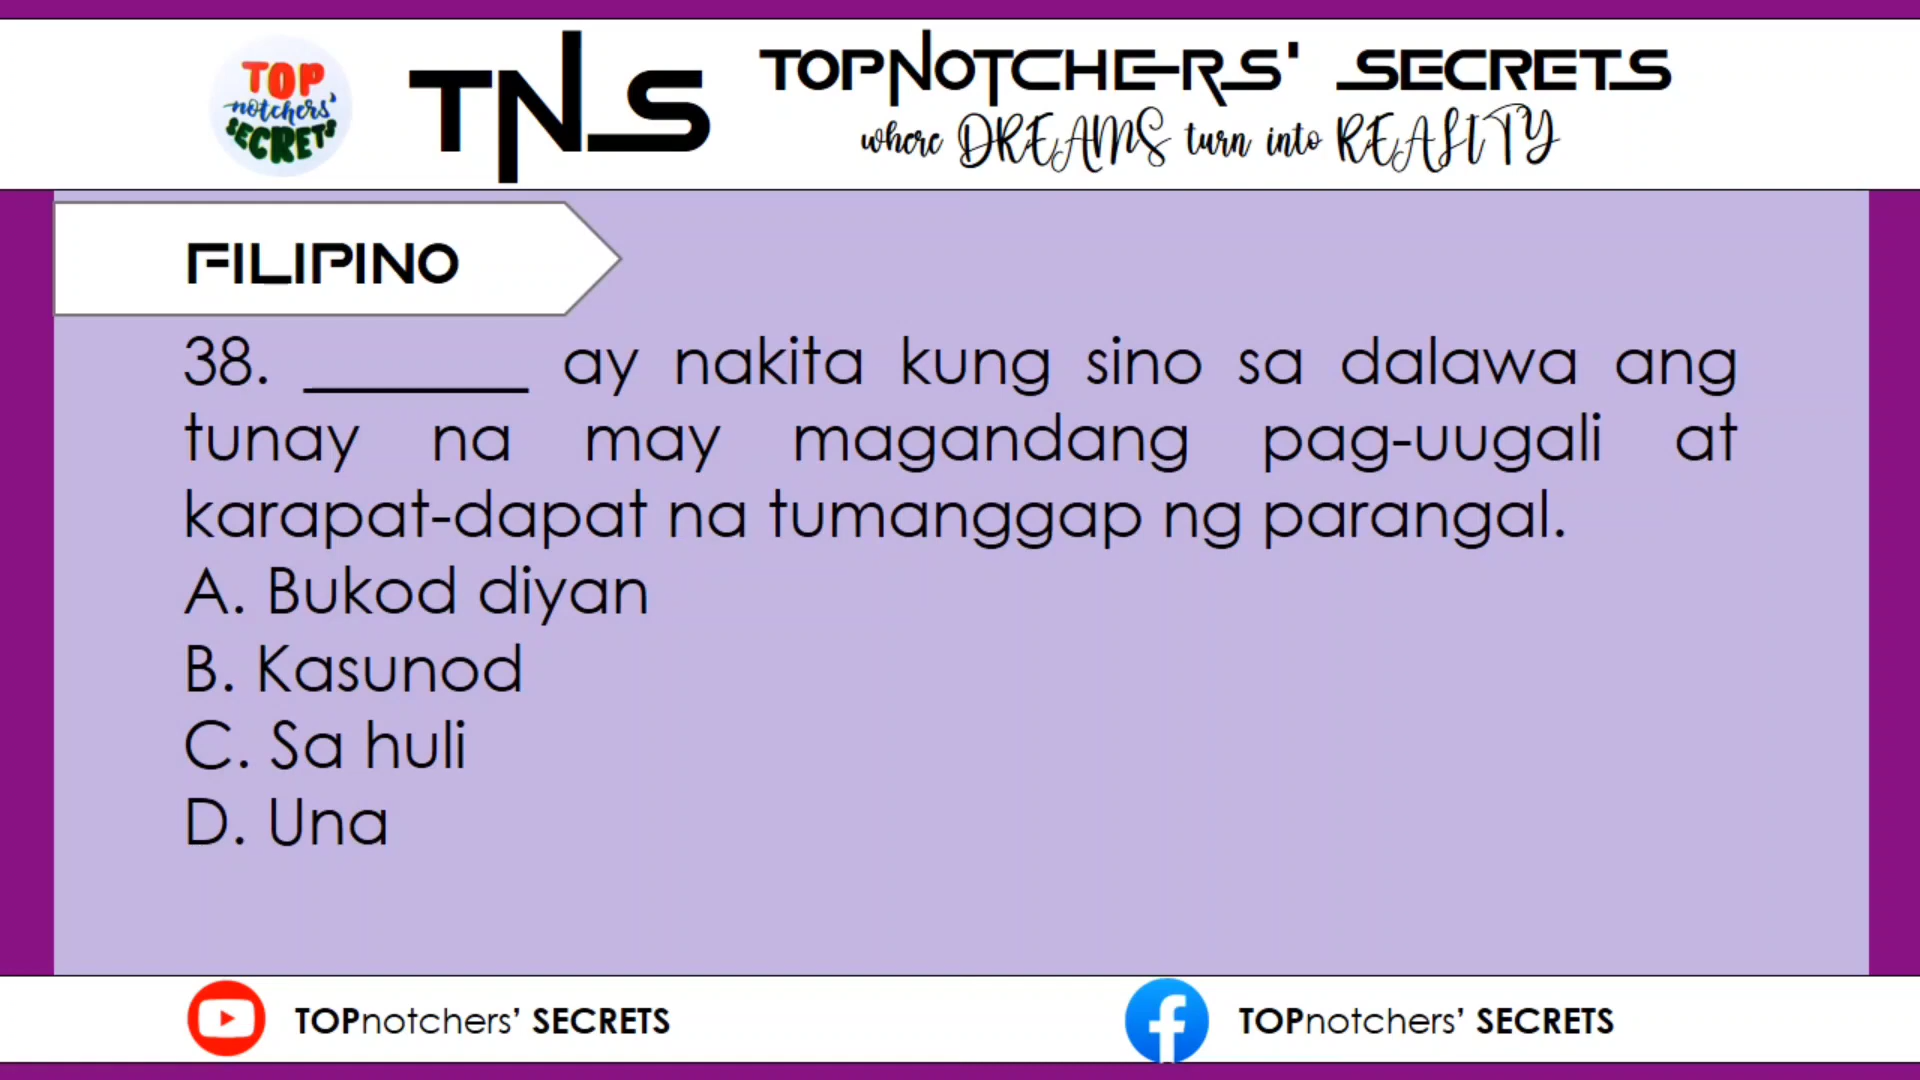 TOP
notchers'
SECRETS
TNS
TOPNOTCHERS' SECRETS
where DREAMS turn into REALITY
FILIPINO
38. ______ ay nakita kung sino sa dalawa ang
tunay na may magandang pag-uugali at
karapat-dapat na tumanggap ng parangal.
A. Bukod diyan
B. Kasunod
C. Sa huli
D. Una
TOPnotchers' SECRETS
TOPnotchers' SECRETS